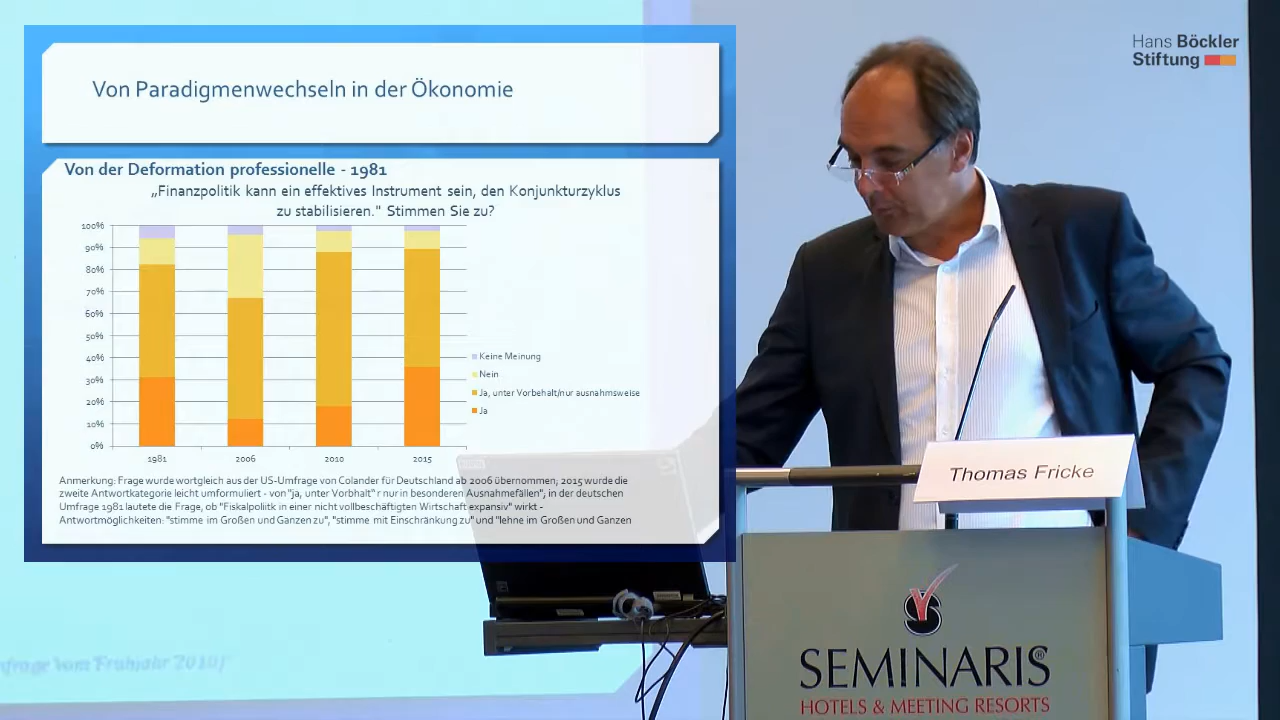 Hans Böckler
Stiftung
Von Paradigmenwechseln in der Ökonomie
Von der Deformation professionelle - 1981
„Finanzpolitik kann ein effektives Instrument sein, den Konjunkturzyklus
zu stabilisieren." Stimmen Sie zu?
100%
90%
80%
70%
60%
50%
40%
30%
20%
10%
0%
1981 2006 2010 2015
Keine Meinung
Nein
Ja, unter Vorbehalt/nur ausnahmsweise
Ja
Anmerkung: Frage wurde wortgleich aus der US-Umfrage von Colander für Deutschland ab 2006 übernommen; 2015 wurde die
zweite Antwortkategorie leicht umformuliert - von "ja, unter Vorbhalt" r nur in besonderen Ausnahmefällen", in der deutschen
Umfrage 1981 lautete die Frage, ob "Fiskalpolitik in einer nicht vollbeschäftigten Wirtschaft expansiv" wirkt -
Antwortmöglichkeiten: "stimme im Großen und Ganzen zu", "stimme mit Einschränkung zu" und "lehne im Großen und Ganzen
Thomas Fricke
SEMINARIS®
HOTELS & MEETING RESORTS
vom Frühjahr 2010)"